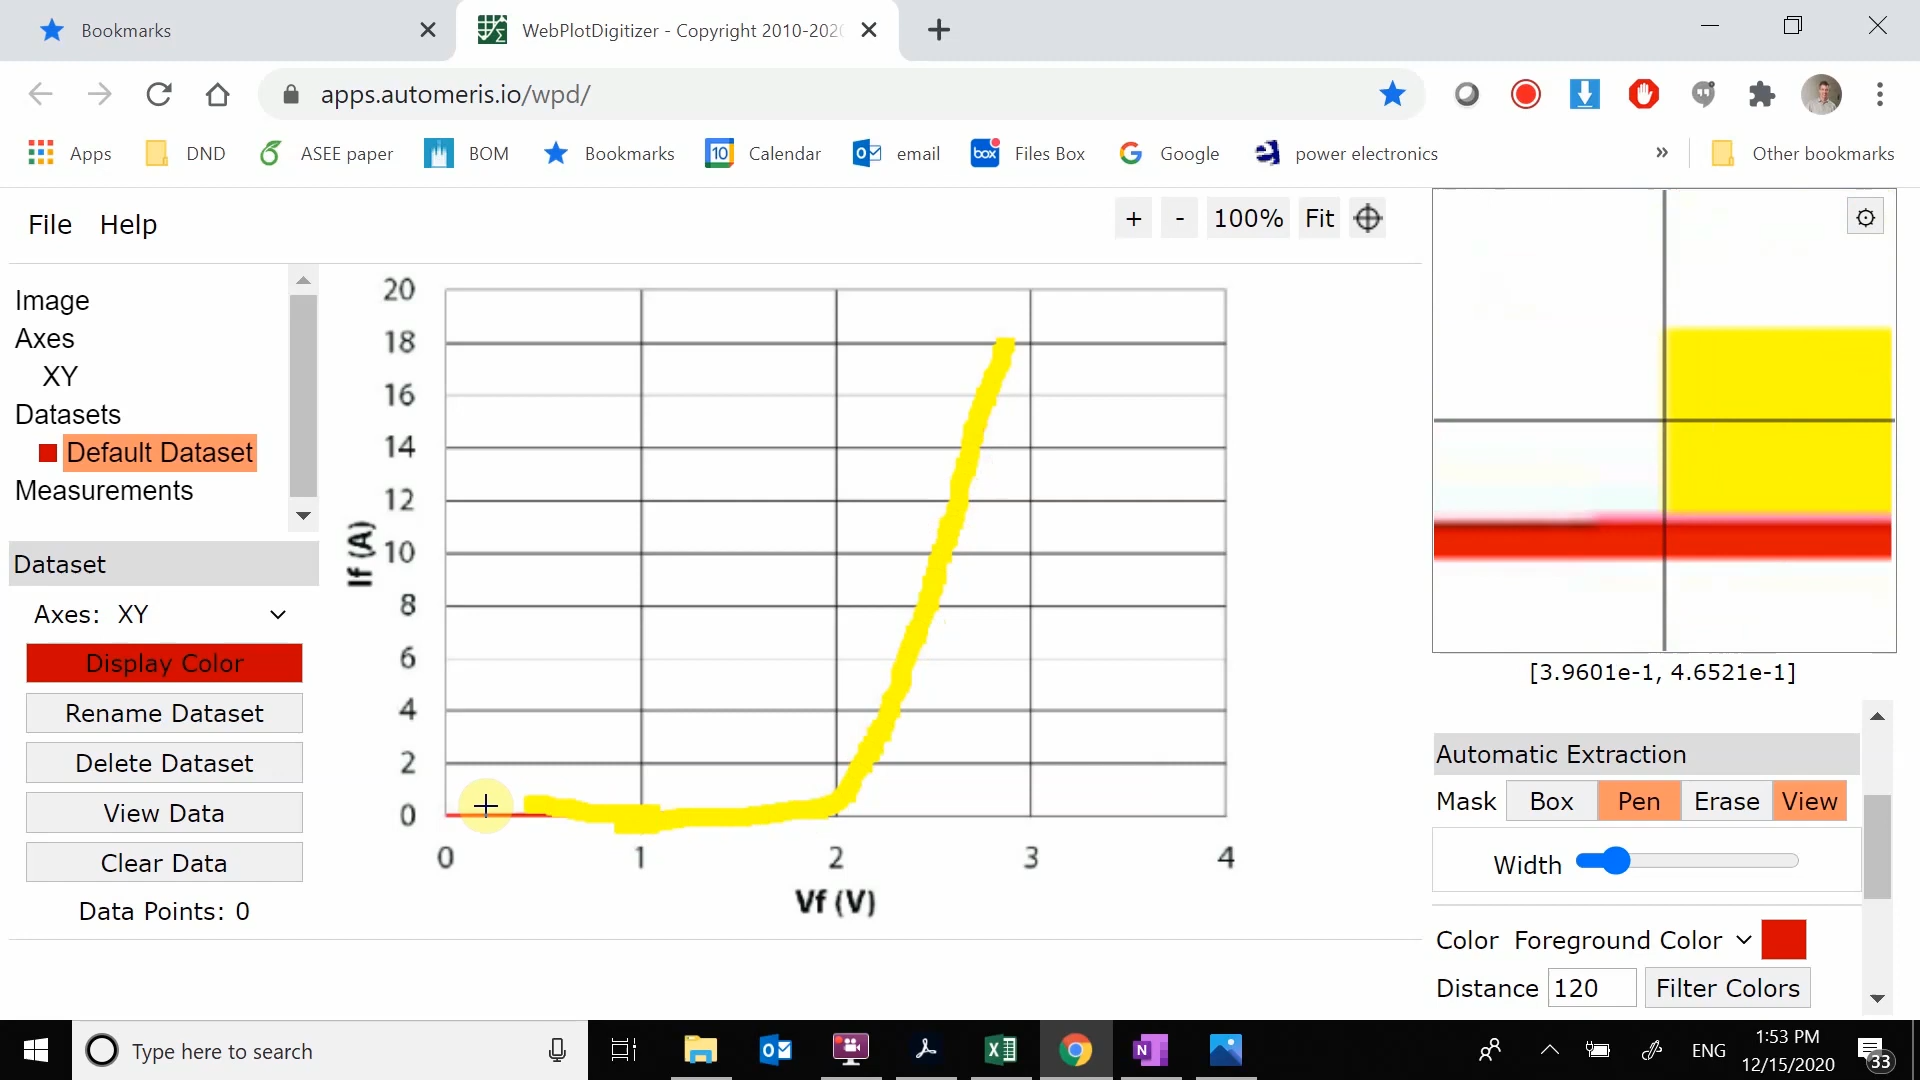 Bookmarks
WebPlotDigitizer - Copyright 2010-2020
apps.automeris.io/wpd/
Apps DND ASEE paper BOM Bookmarks 10 Calendar email box Files Box Google power electronics » Other bookmarks
File Help
+ - 100% Fit
Image
Axes
XY
Datasets
Default Dataset
Measurements
Dataset
Axes: XY
Display Color
Rename Dataset
Delete Dataset
View Data
Clear Data
Data Points: 0
20
18
16
14
12
10
8
6
4
2
0
If (A)
0 1 2 3 4
Vf (V)
[3.9601e-1, 4.6521e-1]
Automatic Extraction
Mask Box Pen Erase View
Width
Color Foreground Color
Distance 120 Filter Colors
Type here to search
ENG
1:53 PM
12/15/2020
33